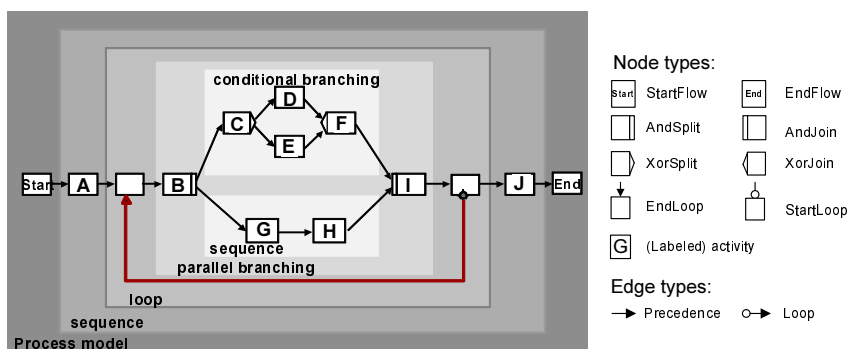 conditional branching
D
C
F
E
Star
A
B
I
J
End
G
H
sequence
parallel branching
loop
sequence
Process model
Node types:
Start StartFlow End EndFlow
AndSplit AndJoin
XorSplit XorJoin
EndLoop StartLoop
G (Labeled) activity
Edge types:
Precedence Loop